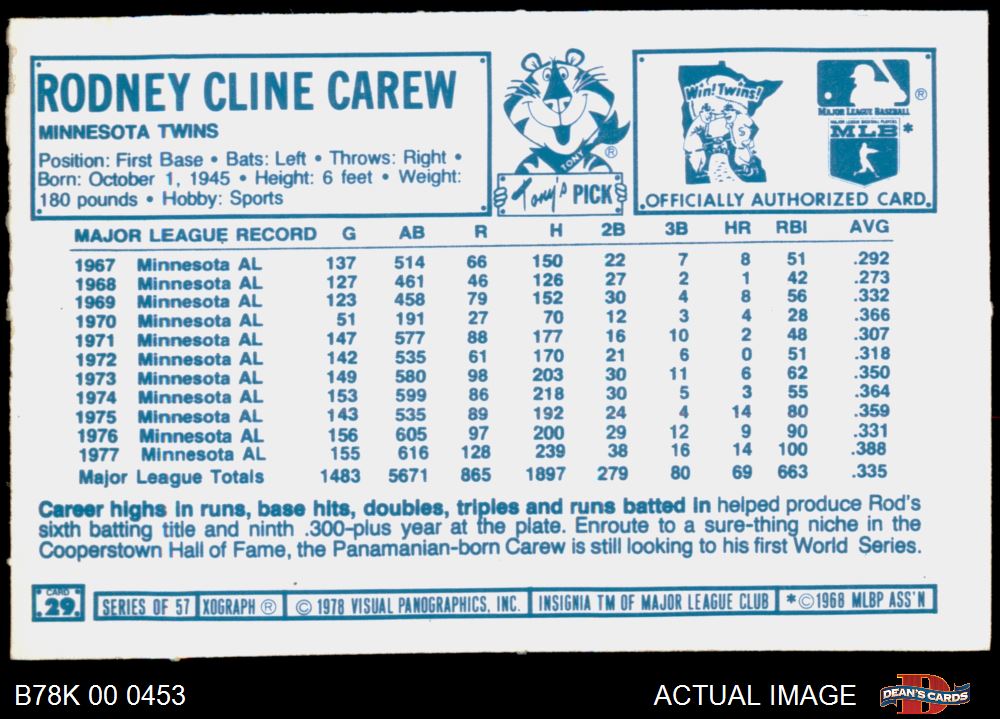 RODNEY CLINE CAREW
MINNESOTA TWINS
Position: First Base • Bats: Left • Throws: Right •
Born: October 1, 1945 • Height: 6 feet • Weight:
180 pounds • Hobby: Sports
TONY
®
Tony's PICK
Win! Twins!
S
®
MAJOR LEAGUE BASEBALL
MAJOR LEAGUE BASEBALL PLAYERS
MLB*
OFFICIALLY AUTHORIZED CARD
MAJOR LEAGUE RECORD G AB R H 2B 3B HR RBI AVG
1967 Minnesota AL 137 514 66 150 22 7 8 51 .292
1968 Minnesota AL 127 461 46 126 27 2 1 42 .273
1969 Minnesota AL 123 458 79 152 30 4 8 56 .332
1970 Minnesota AL 51 191 27 70 12 3 4 28 .366
1971 Minnesota AL 147 577 88 177 16 10 2 48 .307
1972 Minnesota AL 142 535 61 170 21 6 0 51 .318
1973 Minnesota AL 149 580 98 203 30 11 6 62 .350
1974 Minnesota AL 153 599 86 218 30 5 3 55 .364
1975 Minnesota AL 143 535 89 192 24 4 14 80 .359
1976 Minnesota AL 156 605 97 200 29 12 9 90 .331
1977 Minnesota AL 155 616 128 239 38 16 14 100 .388
Major League Totals 1483 5671 865 1897 279 80 69 663 .335
Career highs in runs, base hits, doubles, triples and runs batted in helped produce Rod's
sixth batting title and ninth .300-plus year at the plate. Enroute to a sure-thing niche in the
Cooperstown Hall of Fame, the Panamanian-born Carew is still looking to his first World Series.
CARD
29
SERIES OF 57 XOGRAPH ® © 1978 VISUAL PANOGRAPHICS, INC. INSIGNIA TM OF MAJOR LEAGUE CLUB *©1968 MLBP ASS'N
B78K 00 0453 ACTUAL IMAGE
D
DEAN'S CARDS